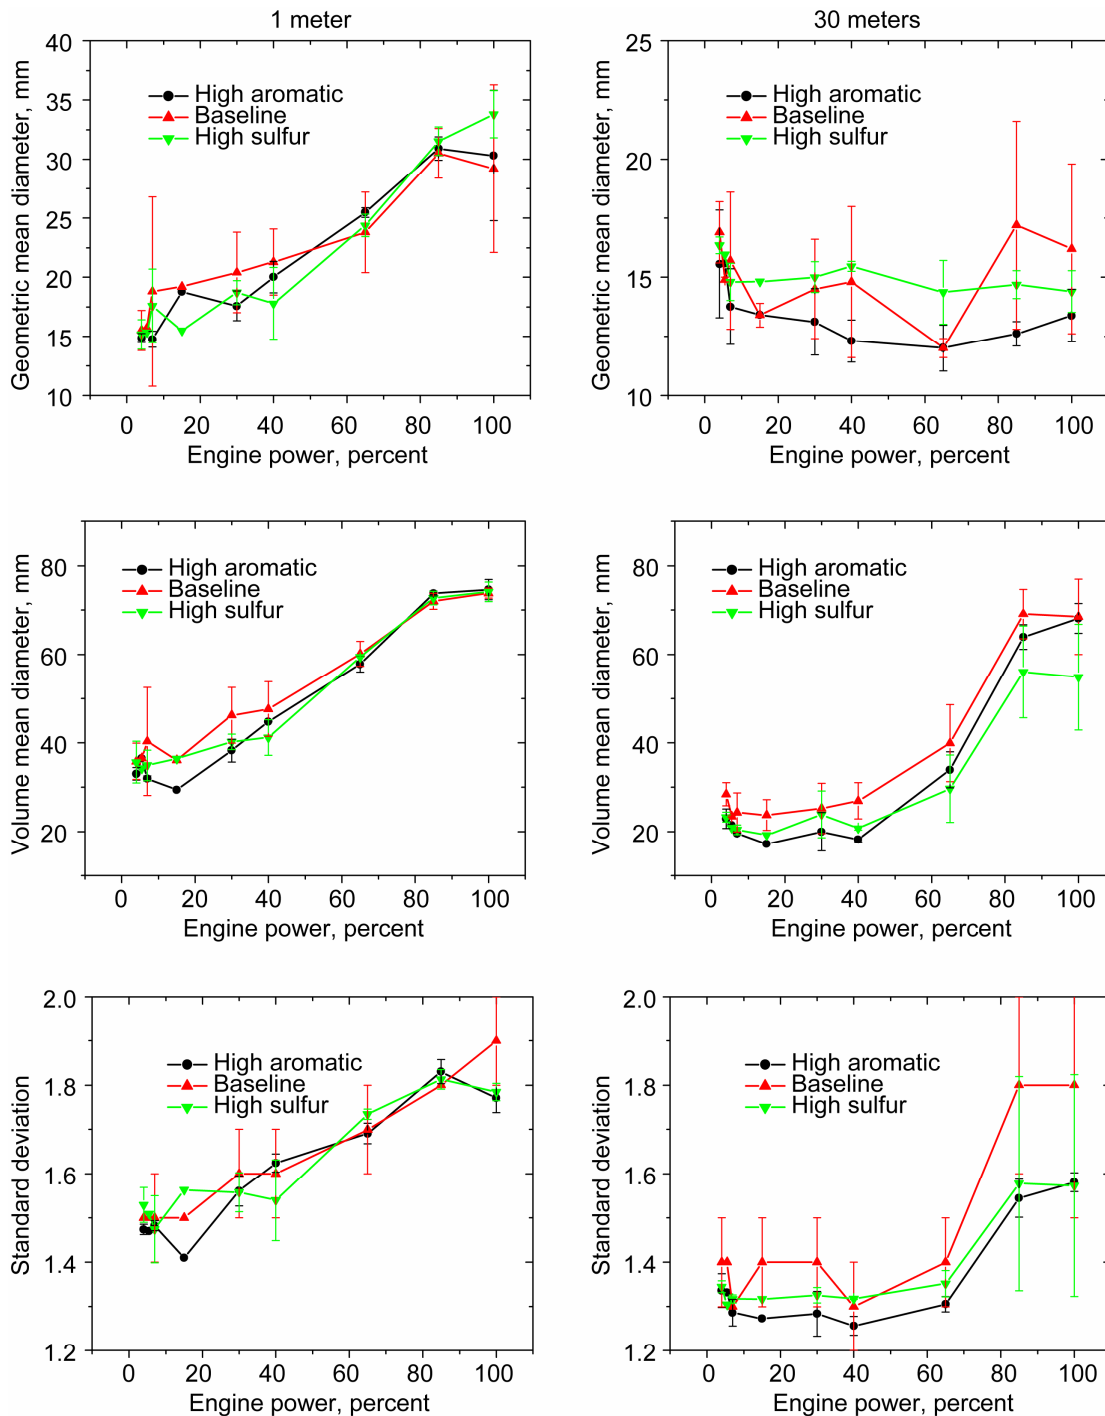 1 meter
30 meters
40
35
30
25
20
15
10
Geometric mean diameter, mm
High aromatic
Baseline
High sulfur
0 20 40 60 80 100
Engine power, percent
25
20
15
10
Geometric mean diameter, mm
High aromatic
Baseline
High sulfur
0 20 40 60 80 100
Engine power, percent
80
60
40
20
Volume mean diameter, mm
High aromatic
Baseline
High sulfur
0 20 40 60 80 100
Engine power, percent
80
60
40
20
Volume mean diameter, mm
High aromatic
Baseline
High sulfur
0 20 40 60 80 100
Engine power, percent
2.0
1.8
1.6
1.4
1.2
Standard deviation
High aromatic
Baseline
High sulfur
0 20 40 60 80 100
Engine power, percent
2.0
1.8
1.6
1.4
1.2
Standard deviation
High aromatic
Baseline
High sulfur
0 20 40 60 80 100
Engine power, percent